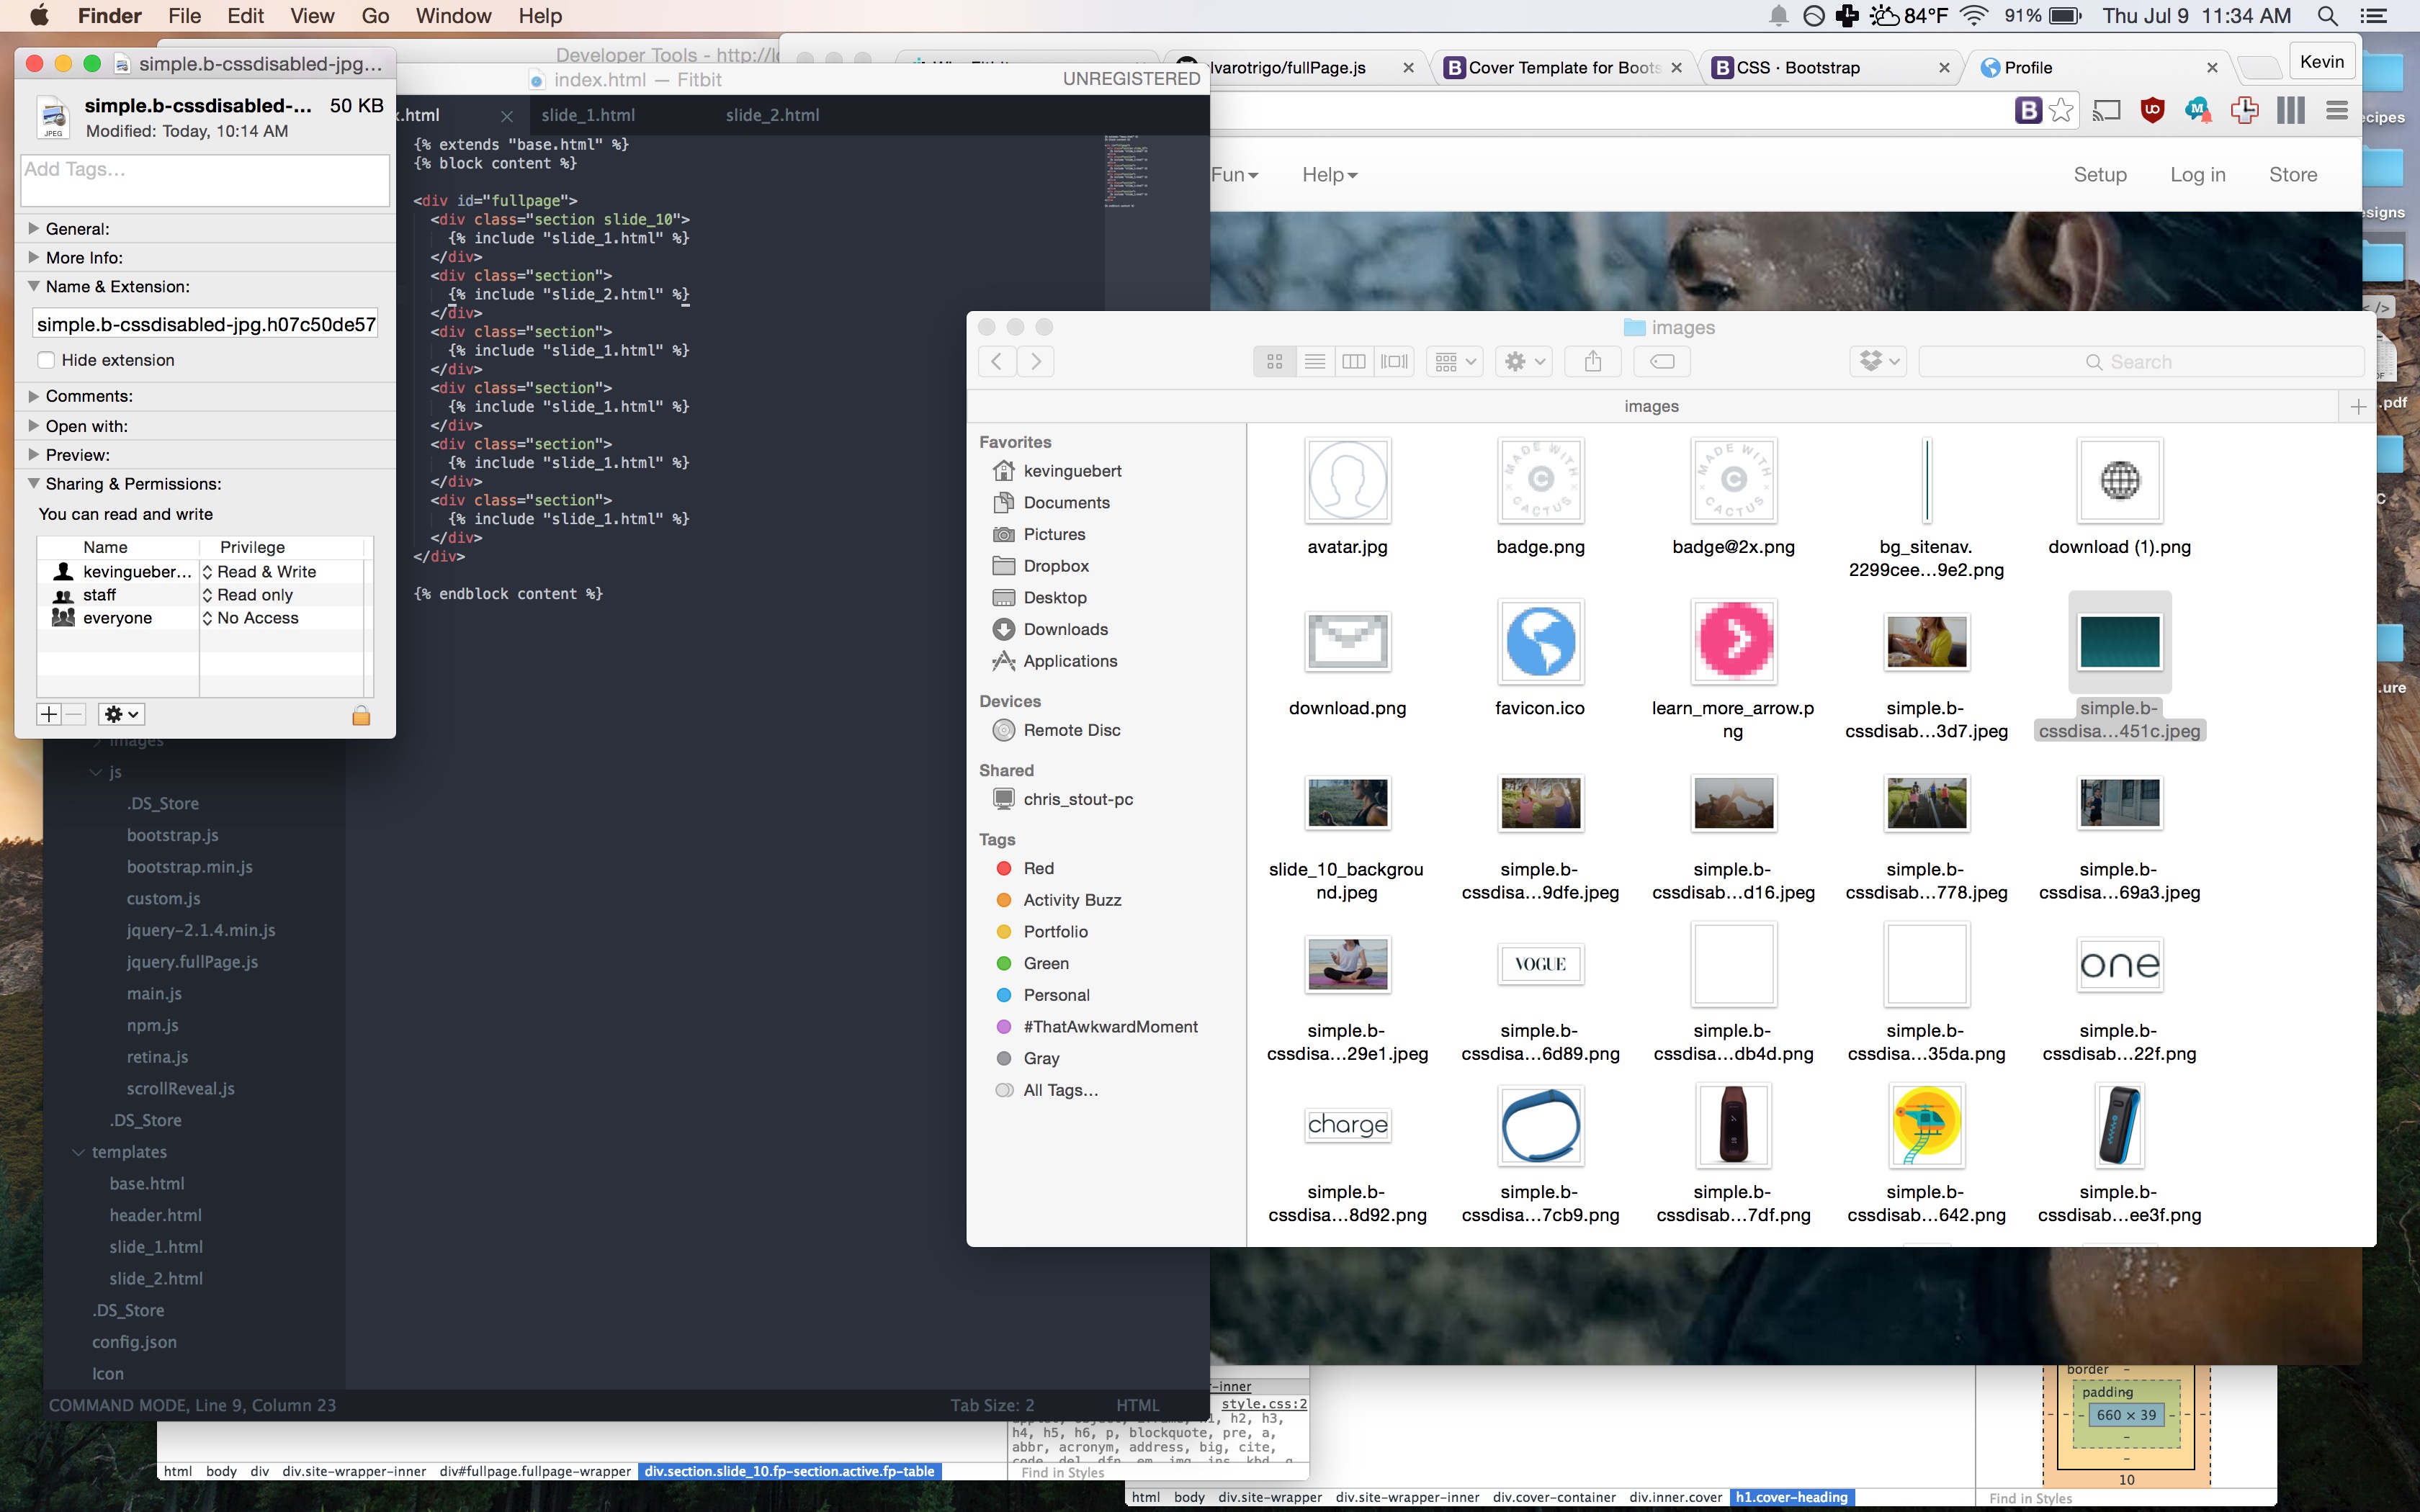 Finder File Edit View Go Window Help
84°F 91% Thu Jul 9 11:34 AM
simple.b-cssdisabled-jpg...
simple.b-cssdisabled-... 50 KB
Modified: Today, 10:14 AM
JPEG
Add Tags...
General:
More Info:
Name & Extension:
simple.b-cssdisabled-jpg.h07c50de57
Hide extension
Comments:
Open with:
Preview:
Sharing & Permissions:
You can read and write
Name Privilege
kevingueber... Read & Write
staff Read only
everyone No Access
Developer Tools - http://l
index.html — Fitbit UNREGISTERED
.html slide_1.html slide_2.html
{% extends "base.html" %}
{% block content %}
<div id="fullpage">
<div class="section slide_10">
{% include "slide_1.html" %}
</div>
<div class="section">
{% include "slide_2.html" %}
</div>
<div class="section">
{% include "slide_1.html" %}
</div>
<div class="section">
{% include "slide_1.html" %}
</div>
<div class="section">
{% include "slide_1.html" %}
</div>
<div class="section">
{% include "slide_1.html" %}
</div>
</div>
{% endblock content %}
images
js
.DS_Store
bootstrap.js
bootstrap.min.js
custom.js
jquery-2.1.4.min.js
jquery.fullPage.js
main.js
npm.js
retina.js
scrollReveal.js
.DS_Store
templates
base.html
header.html
slide_1.html
slide_2.html
.DS_Store
config.json
Icon
COMMAND MODE, Line 9, Column 23 Tab Size: 2 HTML
lvarotrigo/fullPage.js
Cover Template for Boots
CSS · Bootstrap
Profile
Kevin
Fun Help Setup Log in Store
images
Search
images
Favorites
kevinguebert
Documents
Pictures
Dropbox
Desktop
Downloads
Applications
Devices
Remote Disc
Shared
chris_stout-pc
Tags
Red
Activity Buzz
Portfolio
Green
Personal
#ThatAwkwardMoment
Gray
All Tags...
MADE WITH CACTUS
MADE WITH CACTUS
avatar.jpg
badge.png
badge@2x.png
bg_sitenav.
2299cee...9e2.png
download (1).png
download.png
favicon.ico
learn_more_arrow.p
ng
simple.b-
cssdisab...3d7.jpeg
simple.b-
cssdisa...451c.jpeg
slide_10_backgrou
nd.jpeg
simple.b-
cssdisa...9dfe.jpeg
simple.b-
cssdisab...d16.jpeg
simple.b-
cssdisab...778.jpeg
simple.b-
cssdisa...69a3.jpeg
VOGUE
one
simple.b-
cssdisa...29e1.jpeg
simple.b-
cssdisa...6d89.png
simple.b-
cssdisa...db4d.png
simple.b-
cssdisa...35da.png
simple.b-
cssdisab...22f.png
charge
simple.b-
cssdisa...8d92.png
simple.b-
cssdisa...7cb9.png
simple.b-
cssdisab...7df.png
simple.b-
cssdisab...642.png
simple.b-
cssdisab...ee3f.png
ecipes
esigns
.pdf
.ure
-inner
style.css:2
h2, h3,
h4, h5, h6, p, blockquote, pre, a,
abbr, acronym, address, big, cite,
Find in Styles
html body div div.site-wrapper-inner div#fullpage.fullpage-wrapper div.section.slide_10.fp-section.active.fp-table
html body div.site-wrapper div.site-wrapper-inner div.cover-container div.inner.cover h1.cover-heading
border –
padding
660 × 39
–
10
Find in Styles